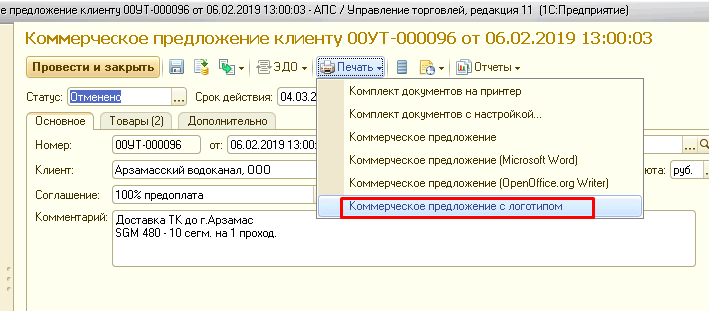 е предложение клиенту 00УТ-000096 от 06.02.2019 13:00:03 - АПС / Управление торговлей, редакция 11 (1С:Предприятие)
Коммерческое предложение клиенту 00УТ-000096 от 06.02.2019 13:00:03
Провести и закрыть ЭДО Печать Отчеты
Статус: Отменено ... Срок действия: 04.03.2
Основное Товары (2) Дополнительно
Номер: 00УТ-000096 от: 06.02.2019 13:00:
Клиент: Арзамасский водоканал, ООО юта: руб. ...
Соглашение: 100% предоплата
Комментарий: Доставка ТК до г.Арзамас
SGM 480 - 10 сегм. на 1 проход.
Комплект документов на принтер
Комплект документов с настройкой...
Коммерческое предложение
Коммерческое предложение (Microsoft Word)
Коммерческое предложение (OpenOffice.org Writer)
Коммерческое предложение с логотипом